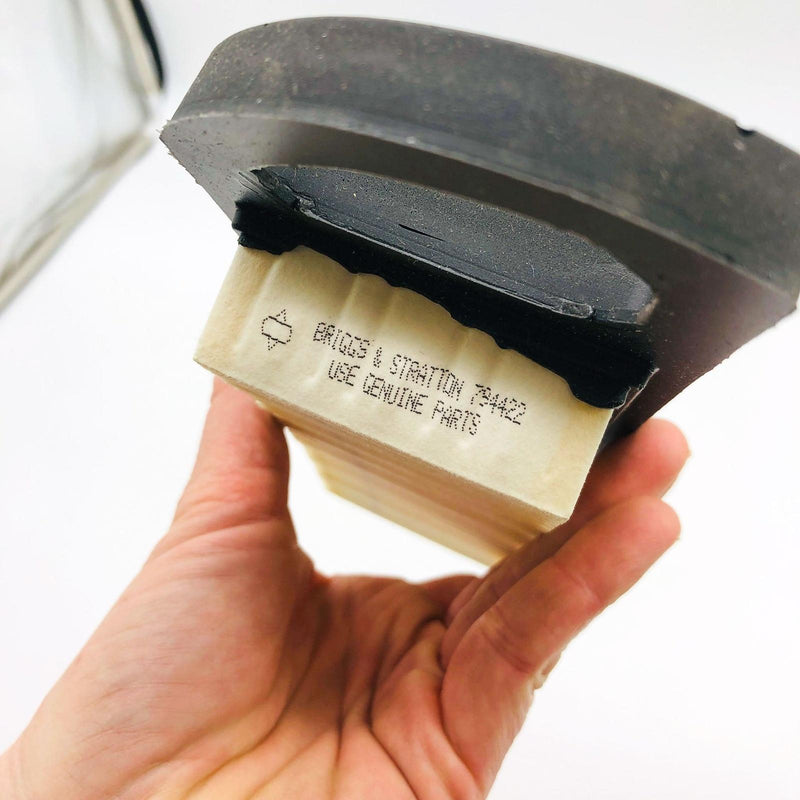 BRIGGS & STRATTON 794422
USE GENUINE PARTS